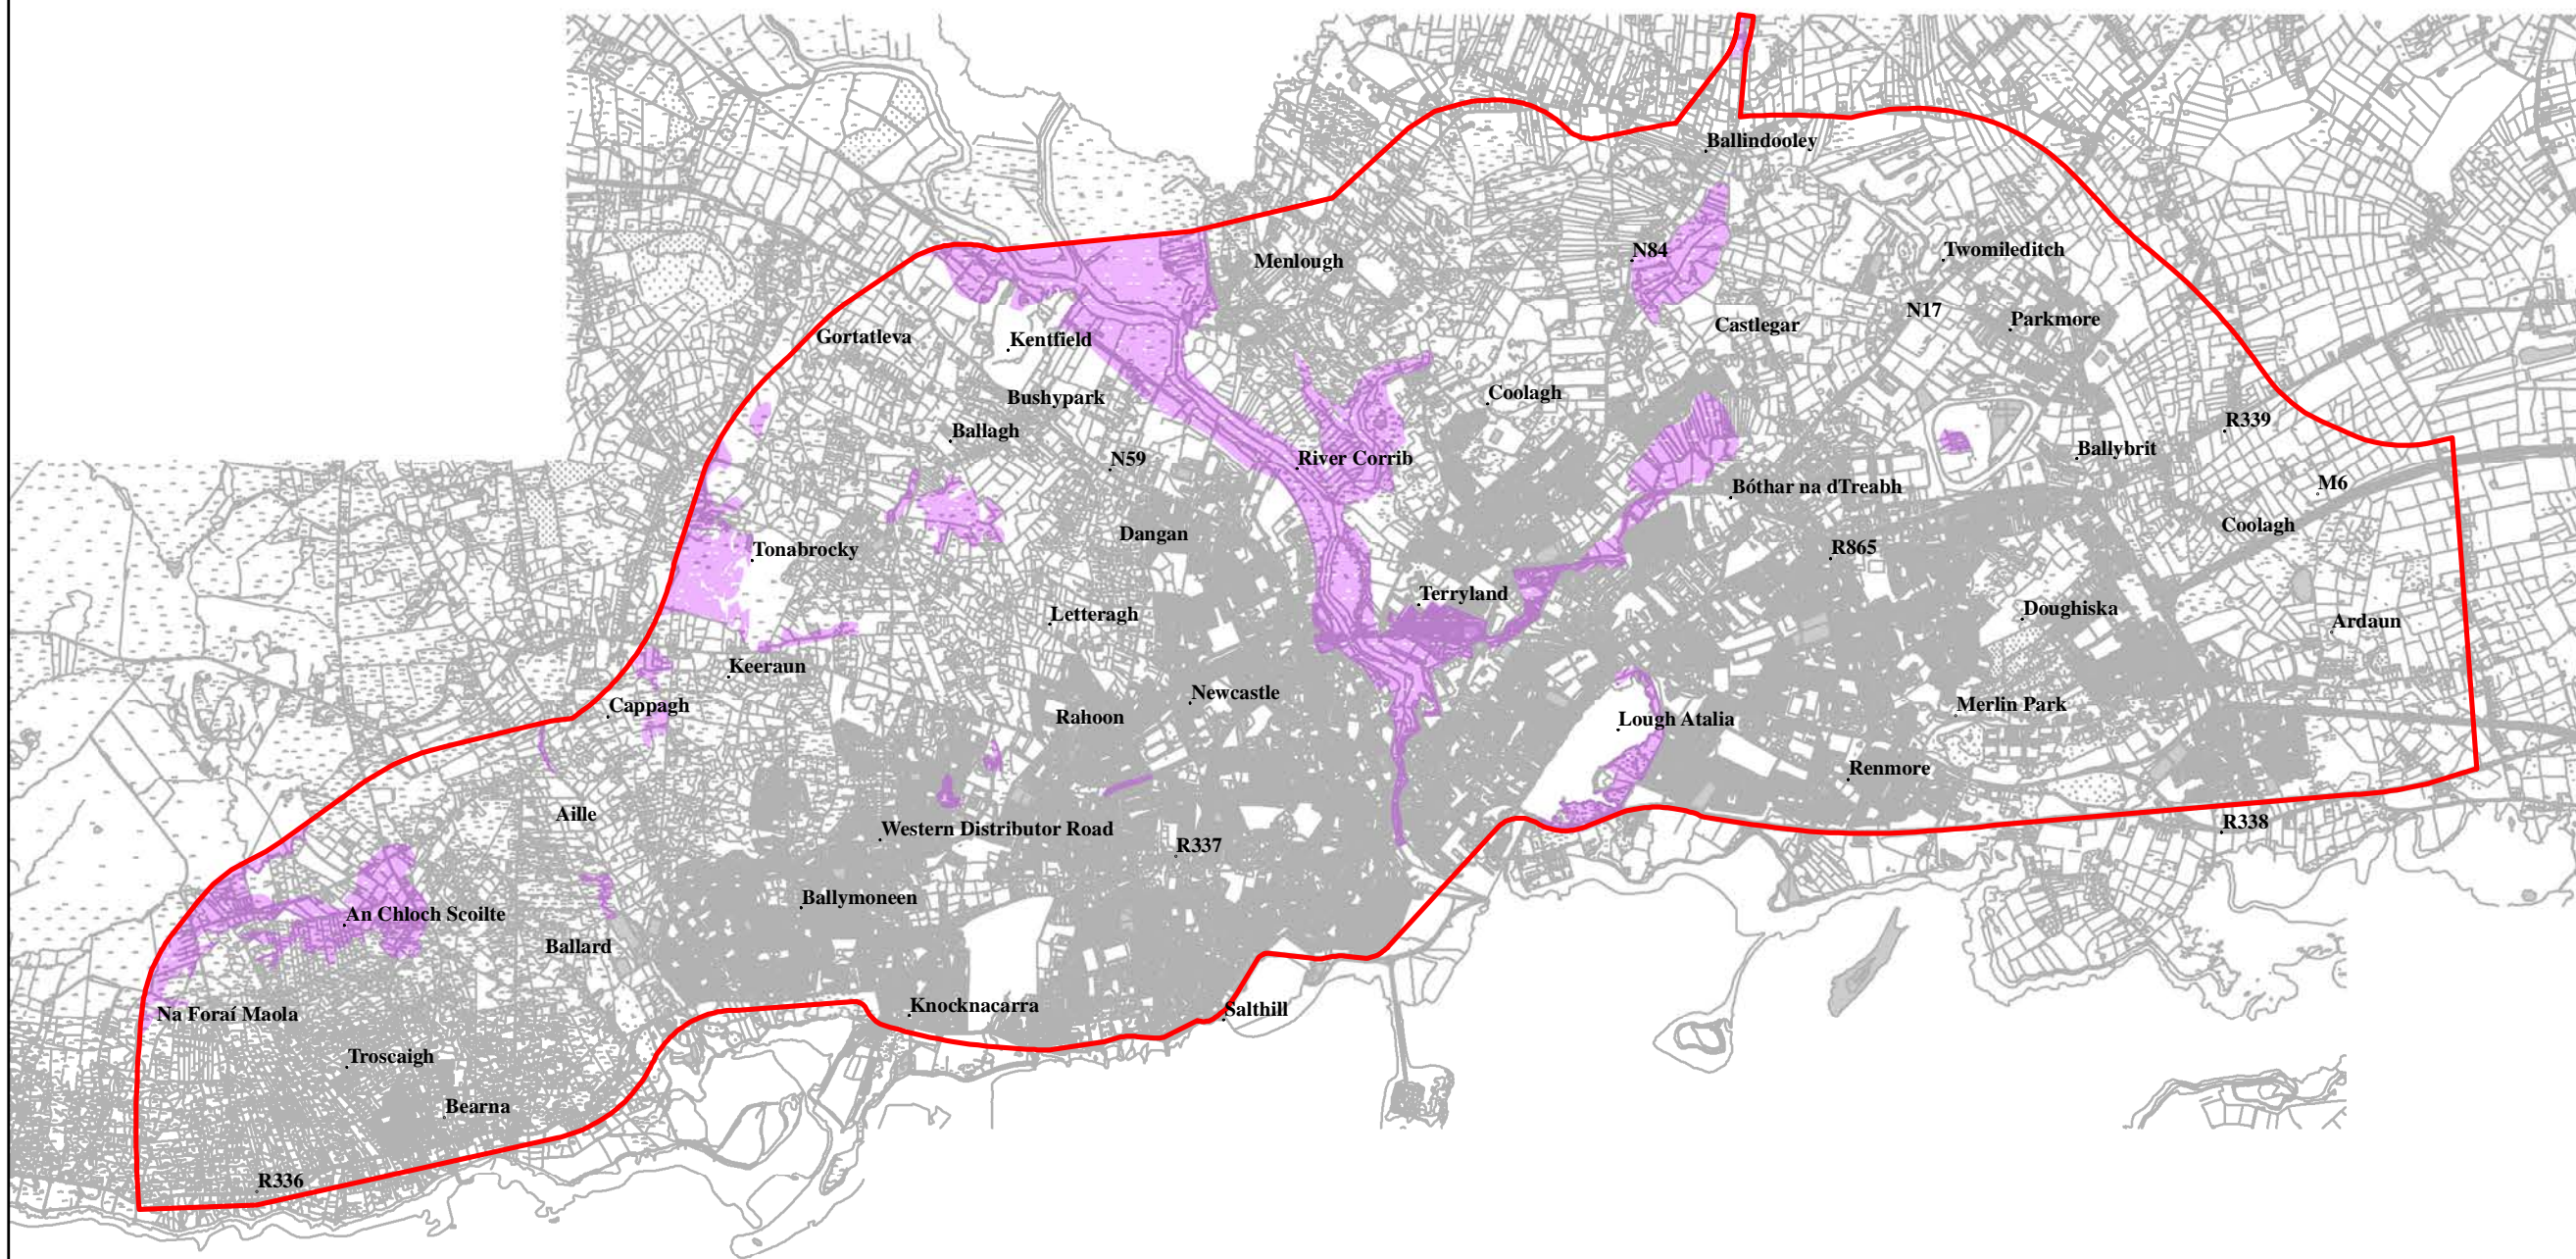 Ballindooley
Menlough
N84
Twomileditch
Gortatleva
Kentfield
Castlegar
N17
Parkmore
Bushypark
Coolagh
Ballagh
R339
N59
River Corrib
Ballybrit
Bóthar na dTreabh
M6
Coolagh
Tonabrocky
Dangan
R865
Letteragh
Terryland
Doughiska
Ardaun
Keeraun
Cappagh
Rahoon
Newcastle
Lough Atalia
Merlin Park
Renmore
Aille
Western Distributor Road
R337
R338
An Chloch Scoilte
Ballymoneen
Ballard
Na Foraí Maola
Knocknacarra
Salthill
Troscaigh
Bearna
R336